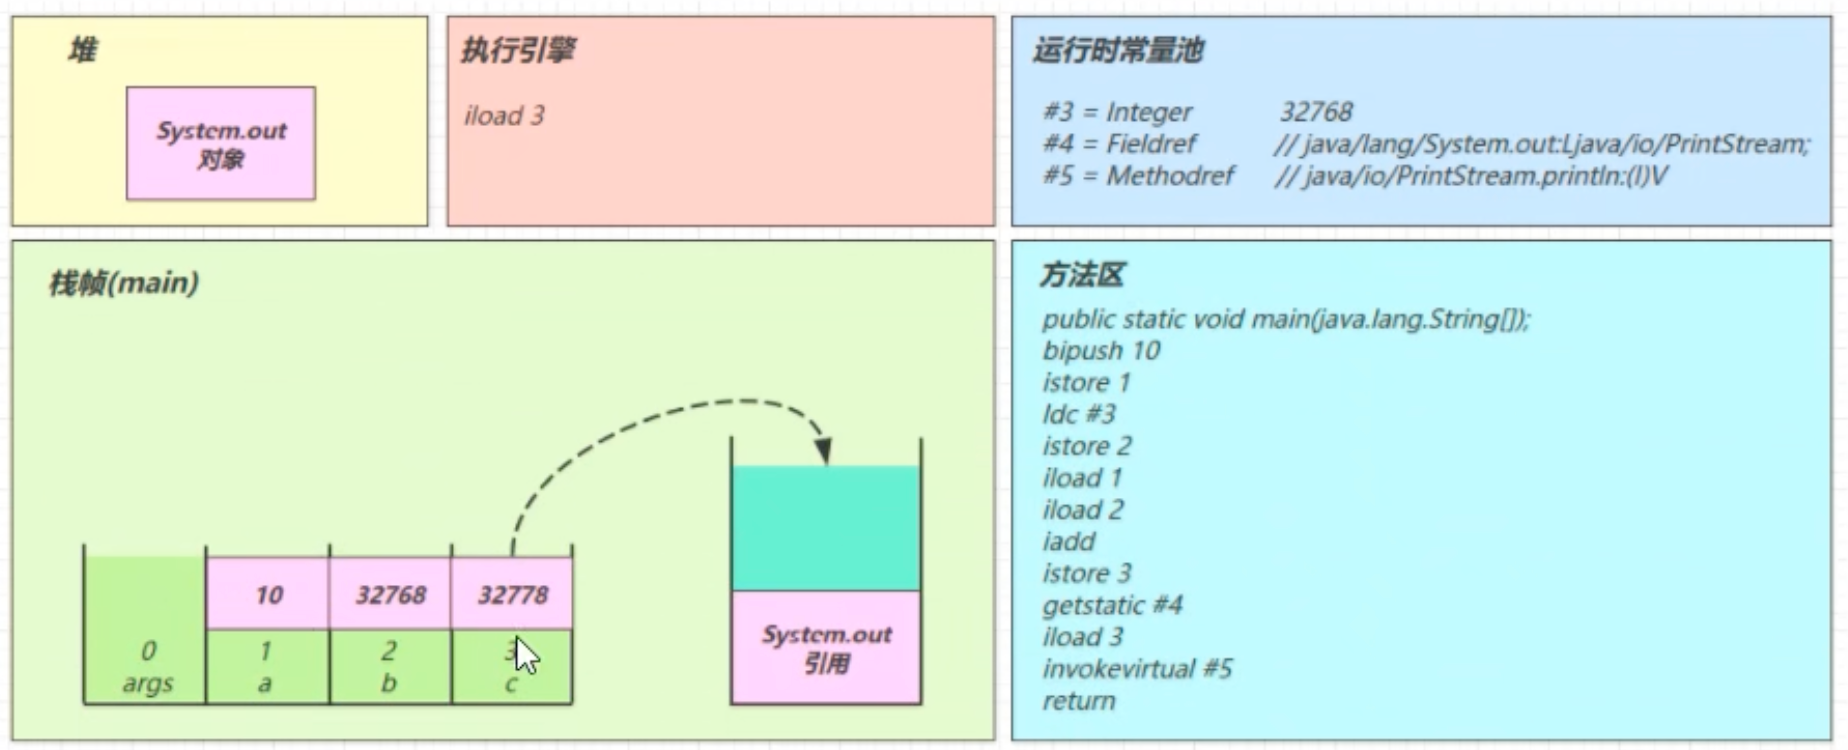 堆
System.out
对象
执行引擎
iload 3
运行时常量池
#3 = Integer 32768
#4 = Fieldref // java/lang/System.out:Ljava/io/PrintStream;
#5 = Methodref // java/io/PrintStream.println:(I)V
栈帧(main)
10 32768 32778
0 1 2 3
args a b c
System.out
引用
方法区
public static void main(java.lang.String[]);
bipush 10
istore 1
ldc #3
istore 2
iload 1
iload 2
iadd
istore 3
getstatic #4
iload 3
invokevirtual #5
return